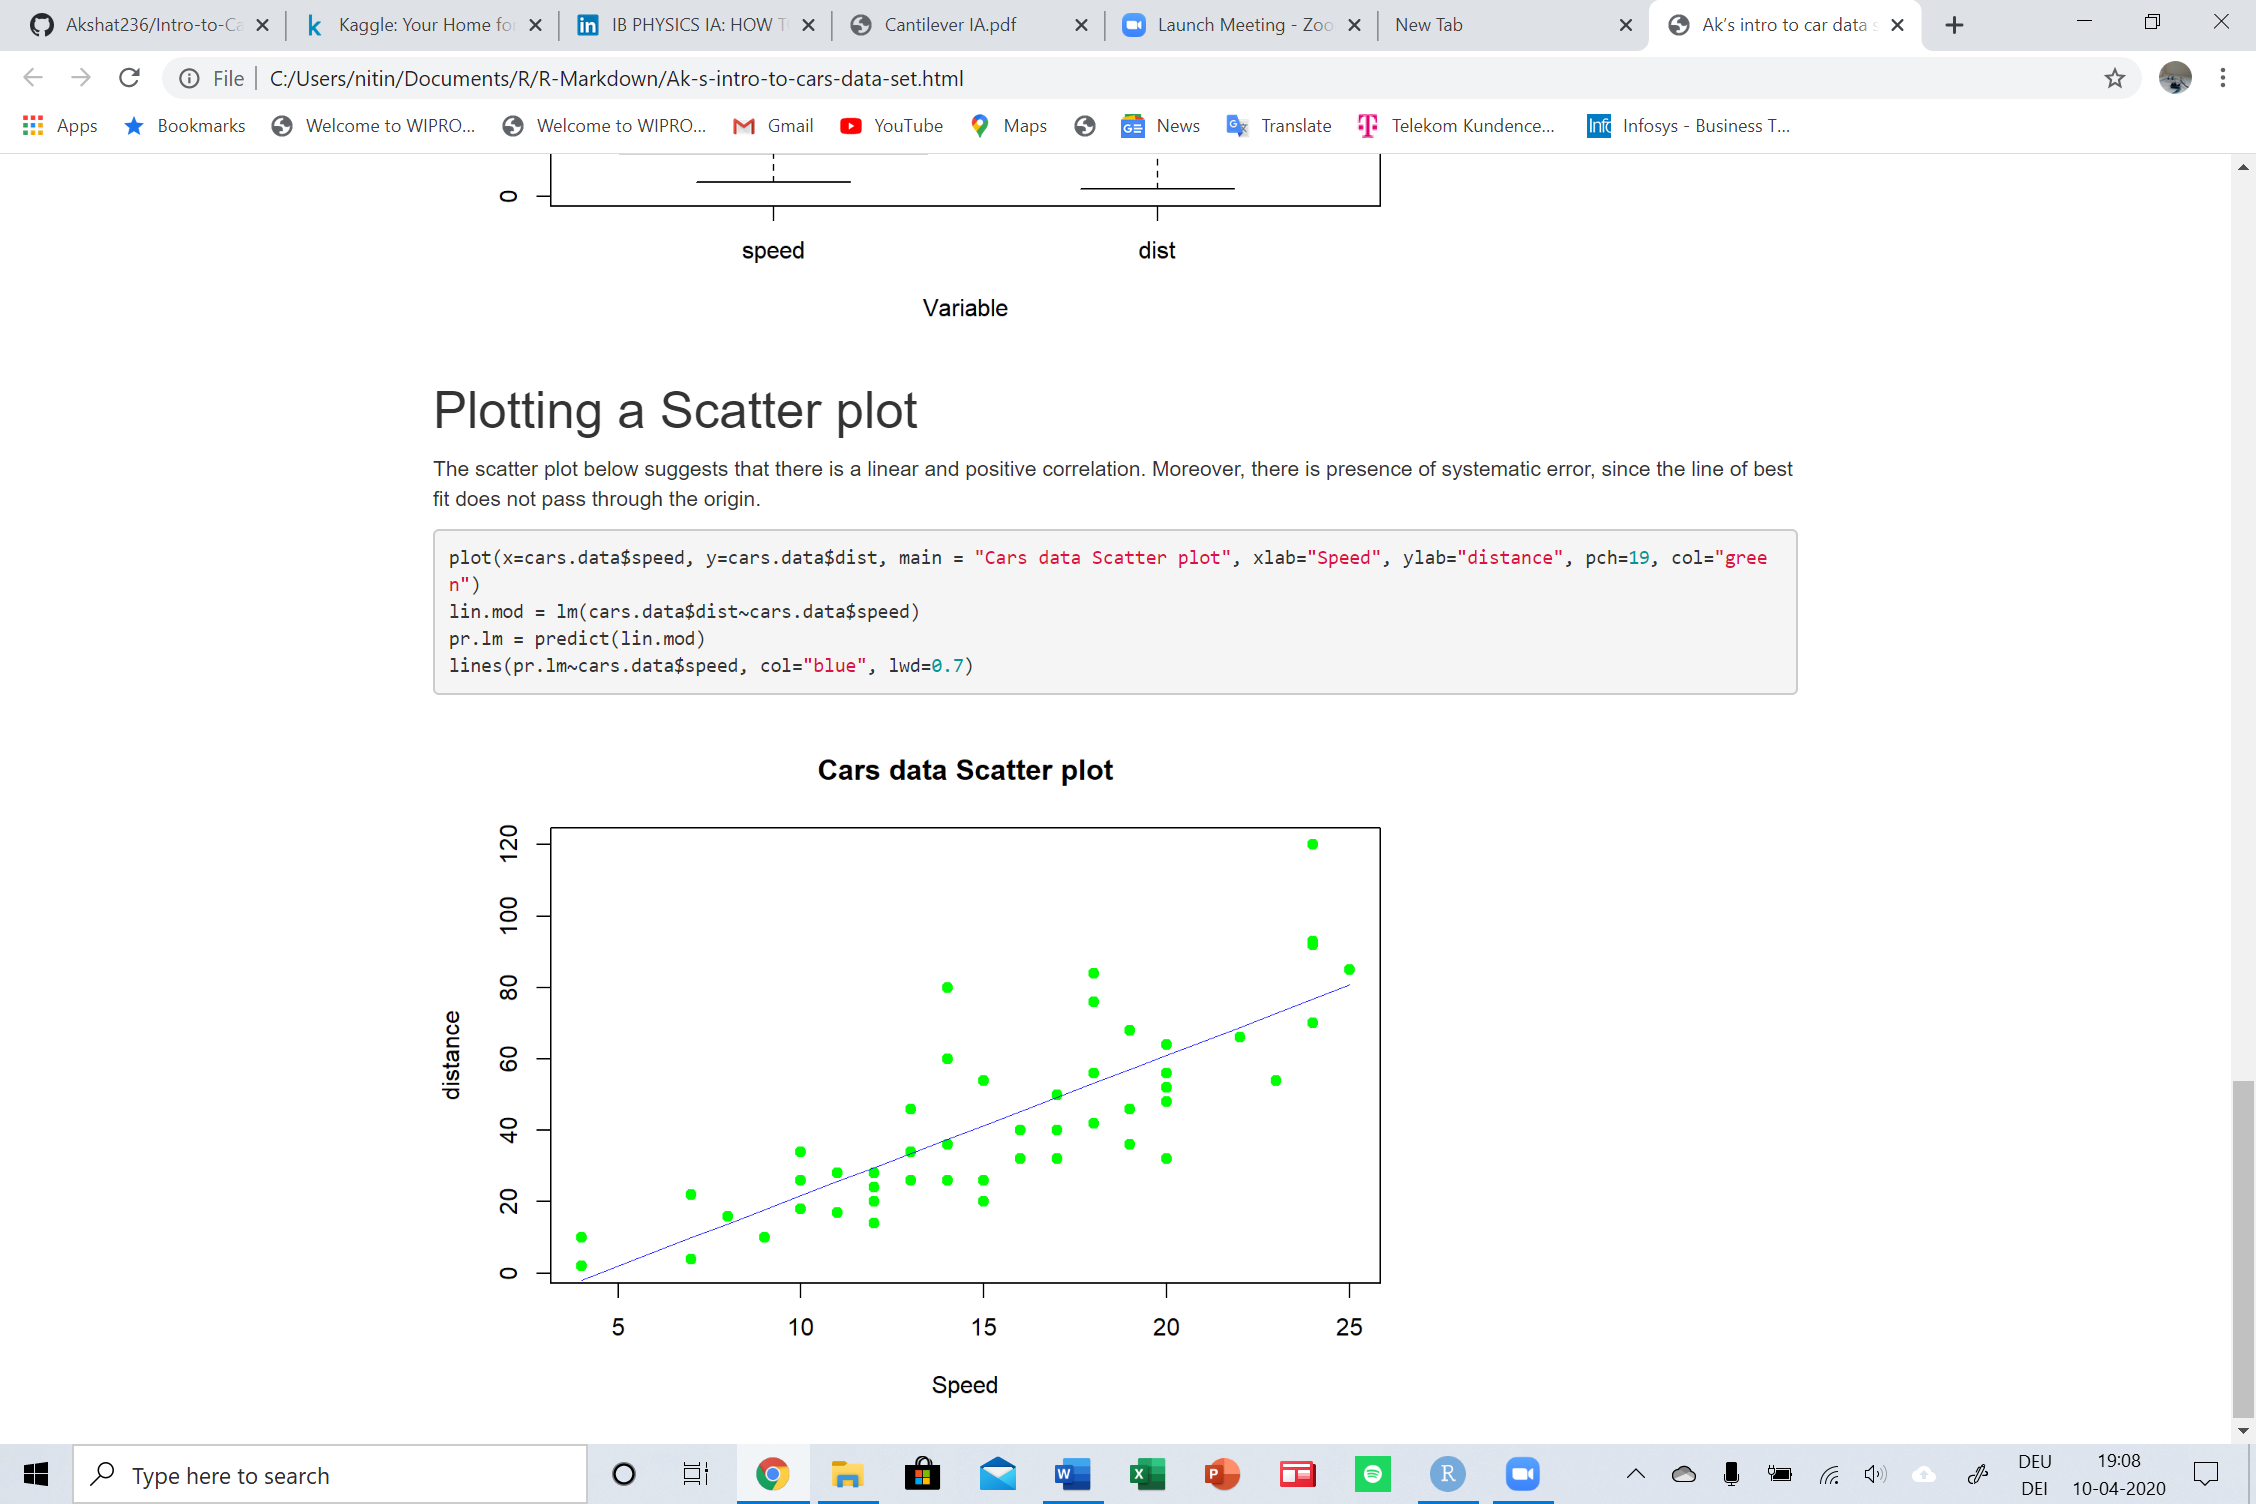 Akshat236/Intro-to-Ca
Kaggle: Your Home for
IB PHYSICS IA: HOW T
Cantilever IA.pdf
Launch Meeting - Zoo
New Tab
Ak's intro to car data s
File
C:/Users/nitin/Documents/R/R-Markdown/Ak-s-intro-to-cars-data-set.html
Apps
Bookmarks
Welcome to WIPRO...
Welcome to WIPRO...
Gmail
YouTube
Maps
News
Translate
Telekom Kundence...
Infosys - Business T...
0
speed
dist
Variable
Plotting a Scatter plot
The scatter plot below suggests that there is a linear and positive correlation. Moreover, there is presence of systematic error, since the line of best
fit does not pass through the origin.
plot(x=cars.data$speed, y=cars.data$dist, main = "Cars data Scatter plot", xlab="Speed", ylab="distance", pch=19, col="gree
n")
lin.mod = lm(cars.data$dist~cars.data$speed)
pr.lm = predict(lin.mod)
lines(pr.lm~cars.data$speed, col="blue", lwd=0.7)
Cars data Scatter plot
120
100
80
60
40
20
0
distance
5
10
15
20
25
Speed
Type here to search
DEU
DEI
19:08
10-04-2020